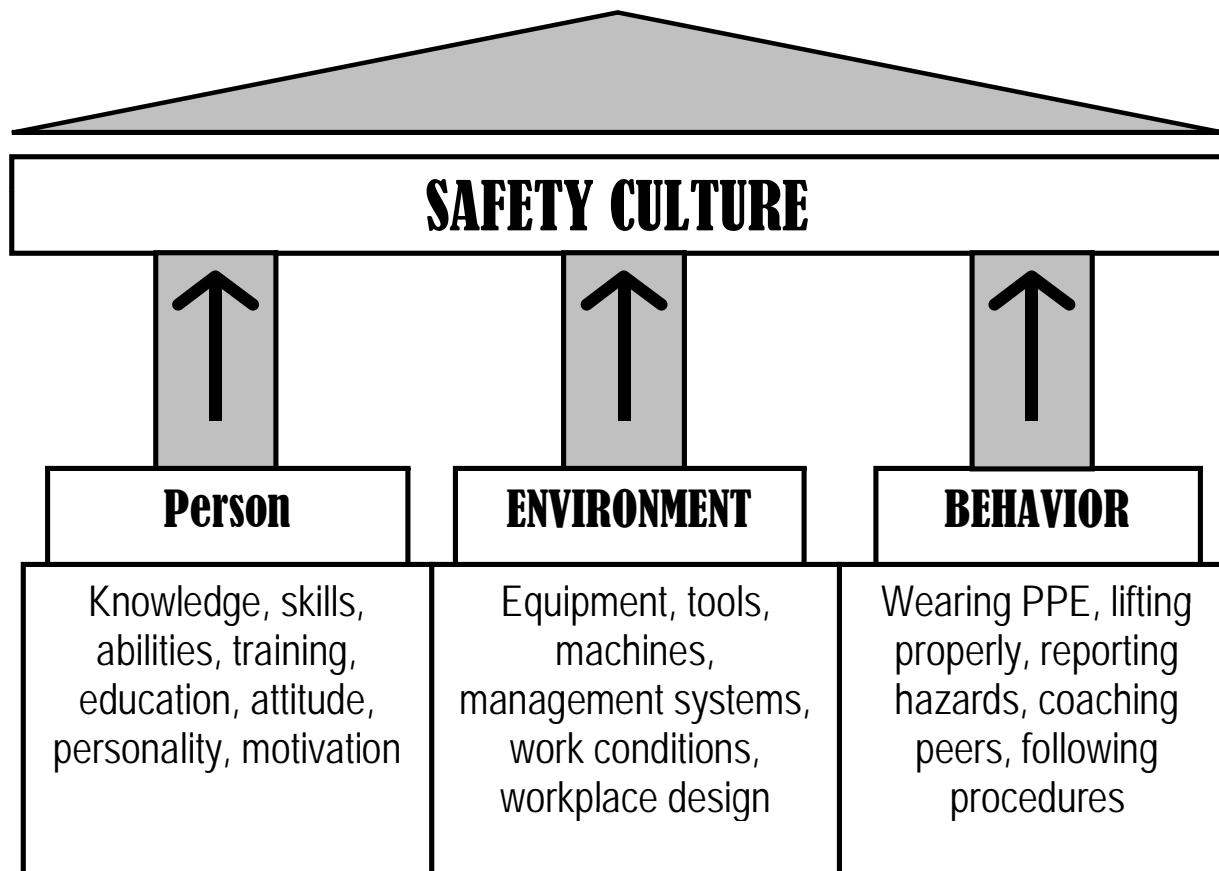 SAFETY CULTURE
Person
Knowledge, skills,
abilities, training,
education, attitude,
personality, motivation
ENVIRONMENT
Equipment, tools,
machines,
management systems,
work conditions,
workplace design
BEHAVIOR
Wearing PPE, lifting
properly, reporting
hazards, coaching
peers, following
procedures